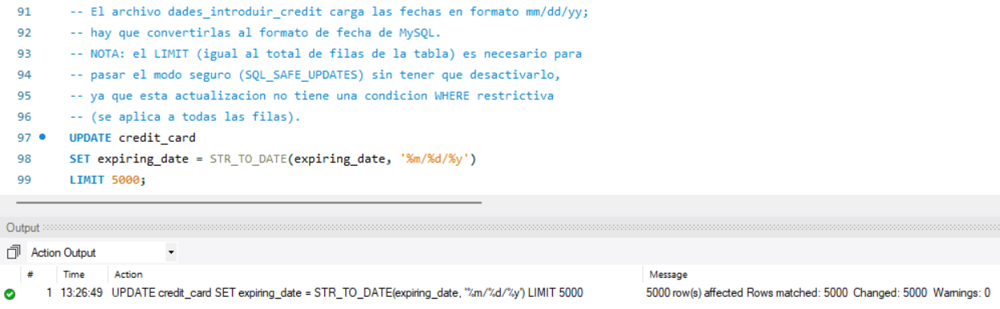 91 -- El archivo dades_introduir_credit carga las fechas en formato mm/dd/yy;
92 -- hay que convertirlas al formato de fecha de MySQL.
93 -- NOTA: el LIMIT (igual al total de filas de la tabla) es necesario para
94 -- pasar el modo seguro (SQL_SAFE_UPDATES) sin tener que desactivarlo,
95 -- ya que esta actualizacion no tiene una condicion WHERE restrictiva
96 -- (se aplica a todas las filas).
97 UPDATE credit_card
98 SET expiring_date = STR_TO_DATE(expiring_date, '%m/%d/%y')
99 LIMIT 5000;
Output
Action Output
# Time Action Message
1 13:26:49 UPDATE credit_card SET expiring_date = STR_TO_DATE(expiring_date, '%m/%d/%y') LIMIT 5000 5000 row(s) affected Rows matched: 5000 Changed: 5000 Warnings: 0